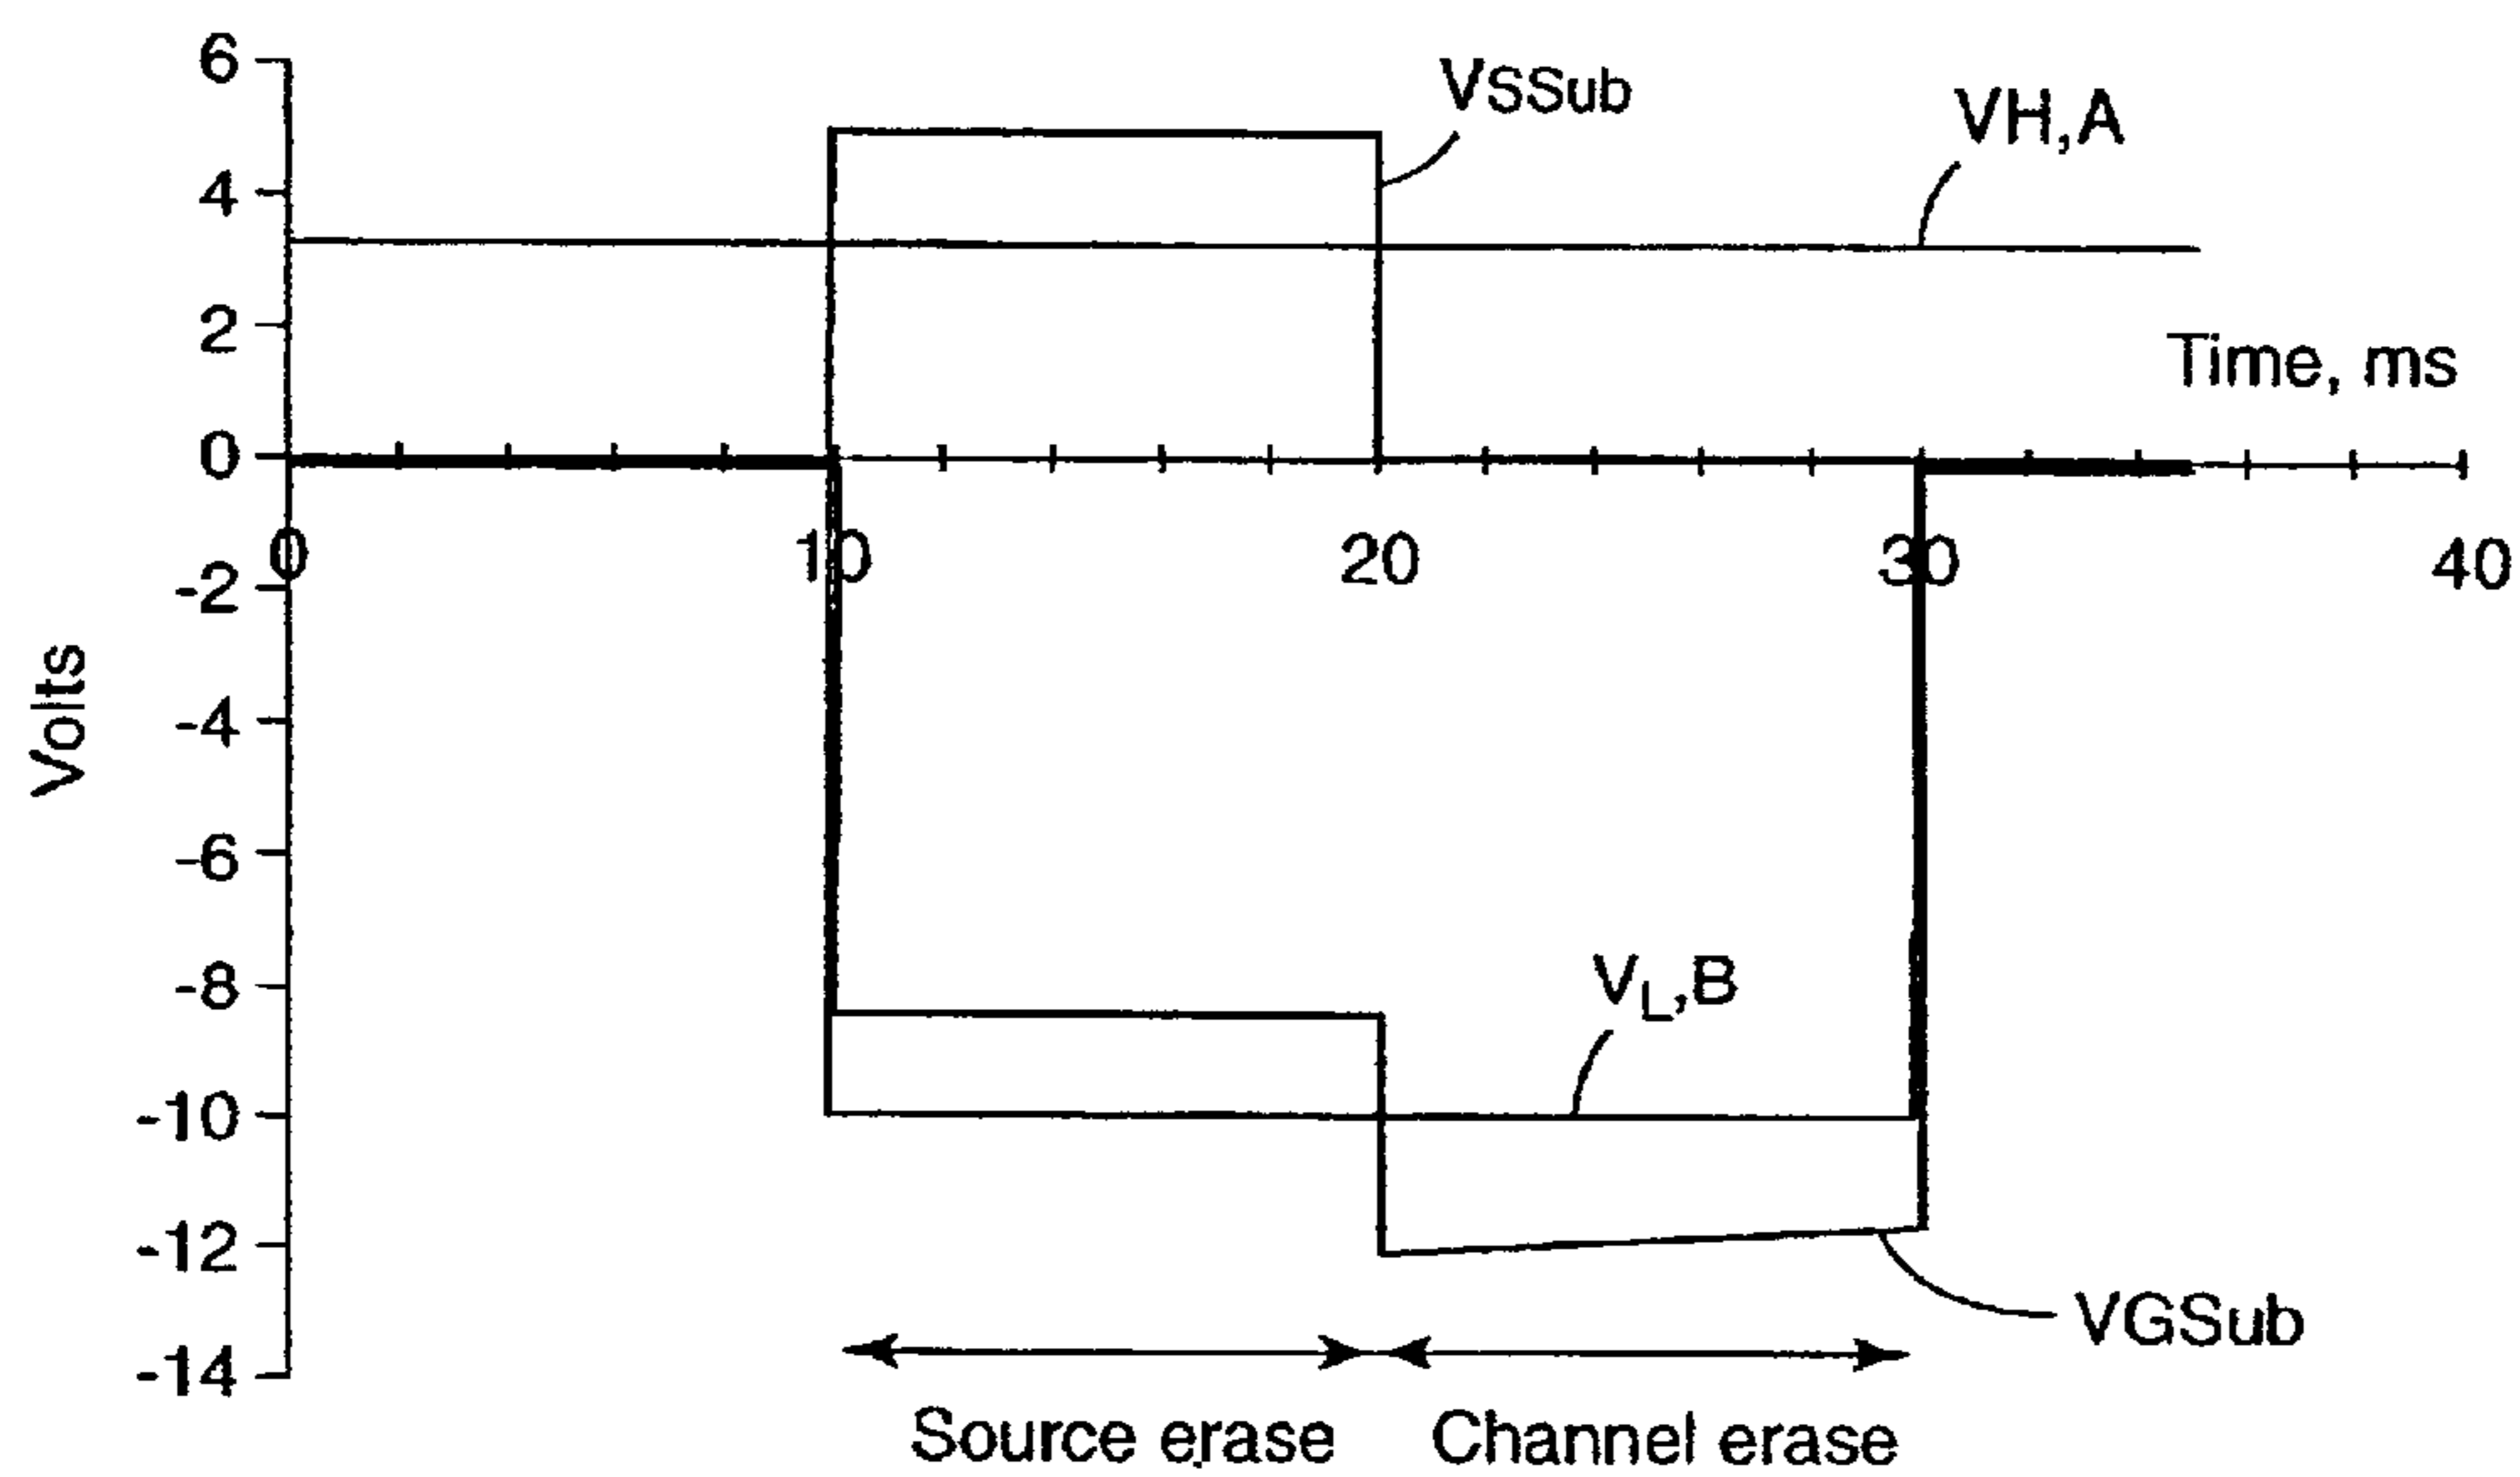 6
VSSub
VH,A
4
2
Time, ms
0
0
10
20
30
40
-2
Volts
-4
-6
-8
VL,B
-10
-12
VGSub
-14
Source erase
Channel erase